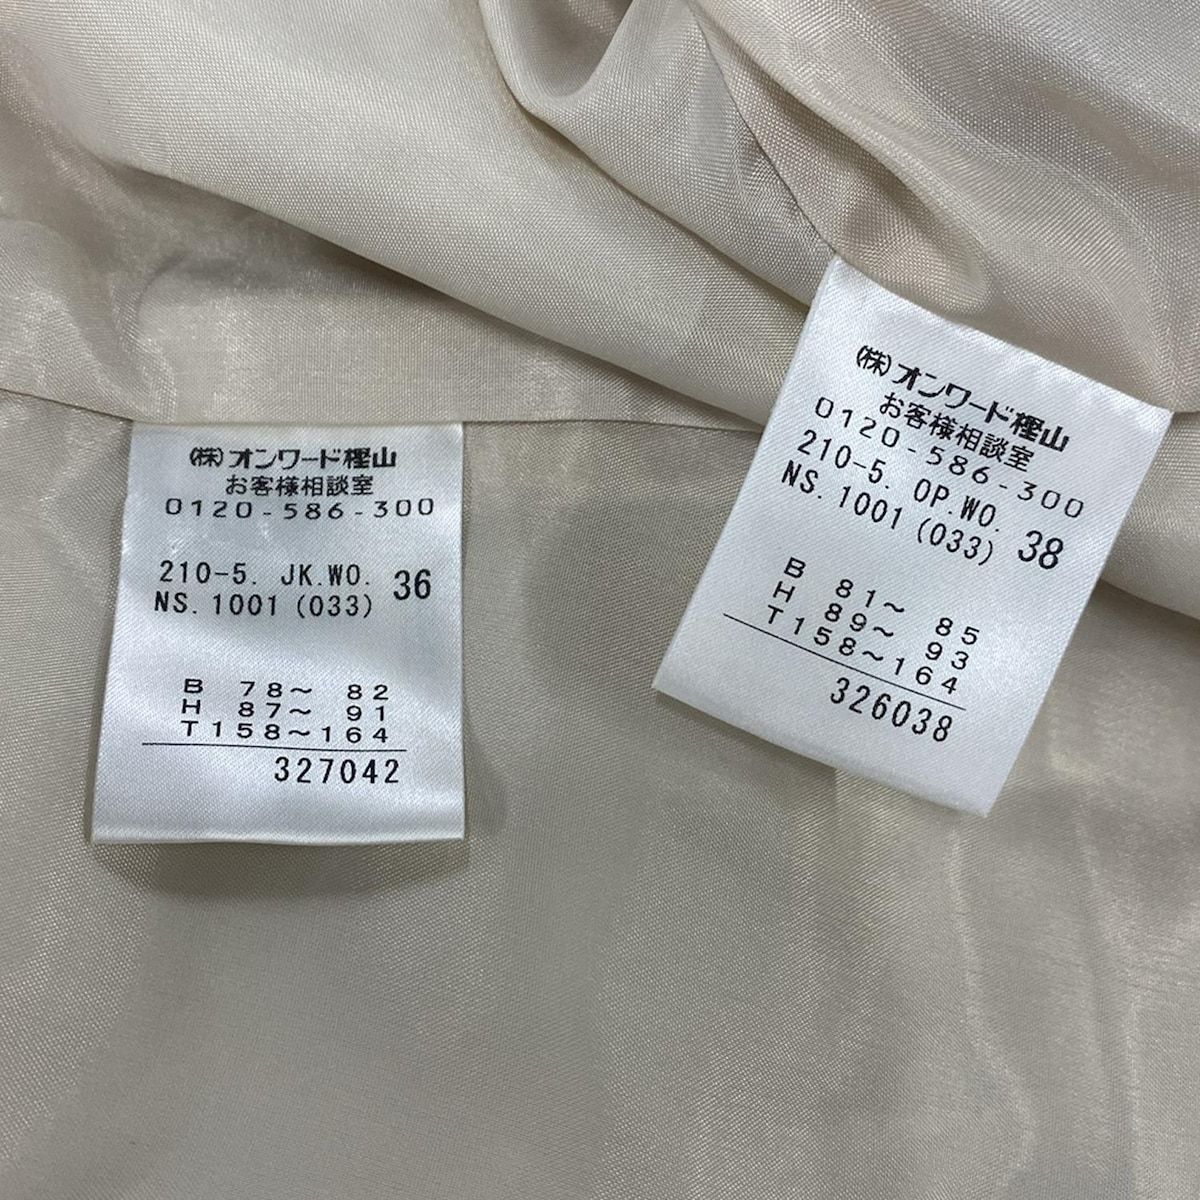 (株)オンワード樫山
お客様相談室
0120-586-300
210-5. JK.WO. 36
NS.1001(033)
B 78~ 82
H 87~ 91
T158~164
327042
(株)オンワード樫山
お客様相談室
0120-586-300
210-5. OP.WO. 38
NS.1001(033)
B 81~ 85
H 89~ 93
T158~164
326038